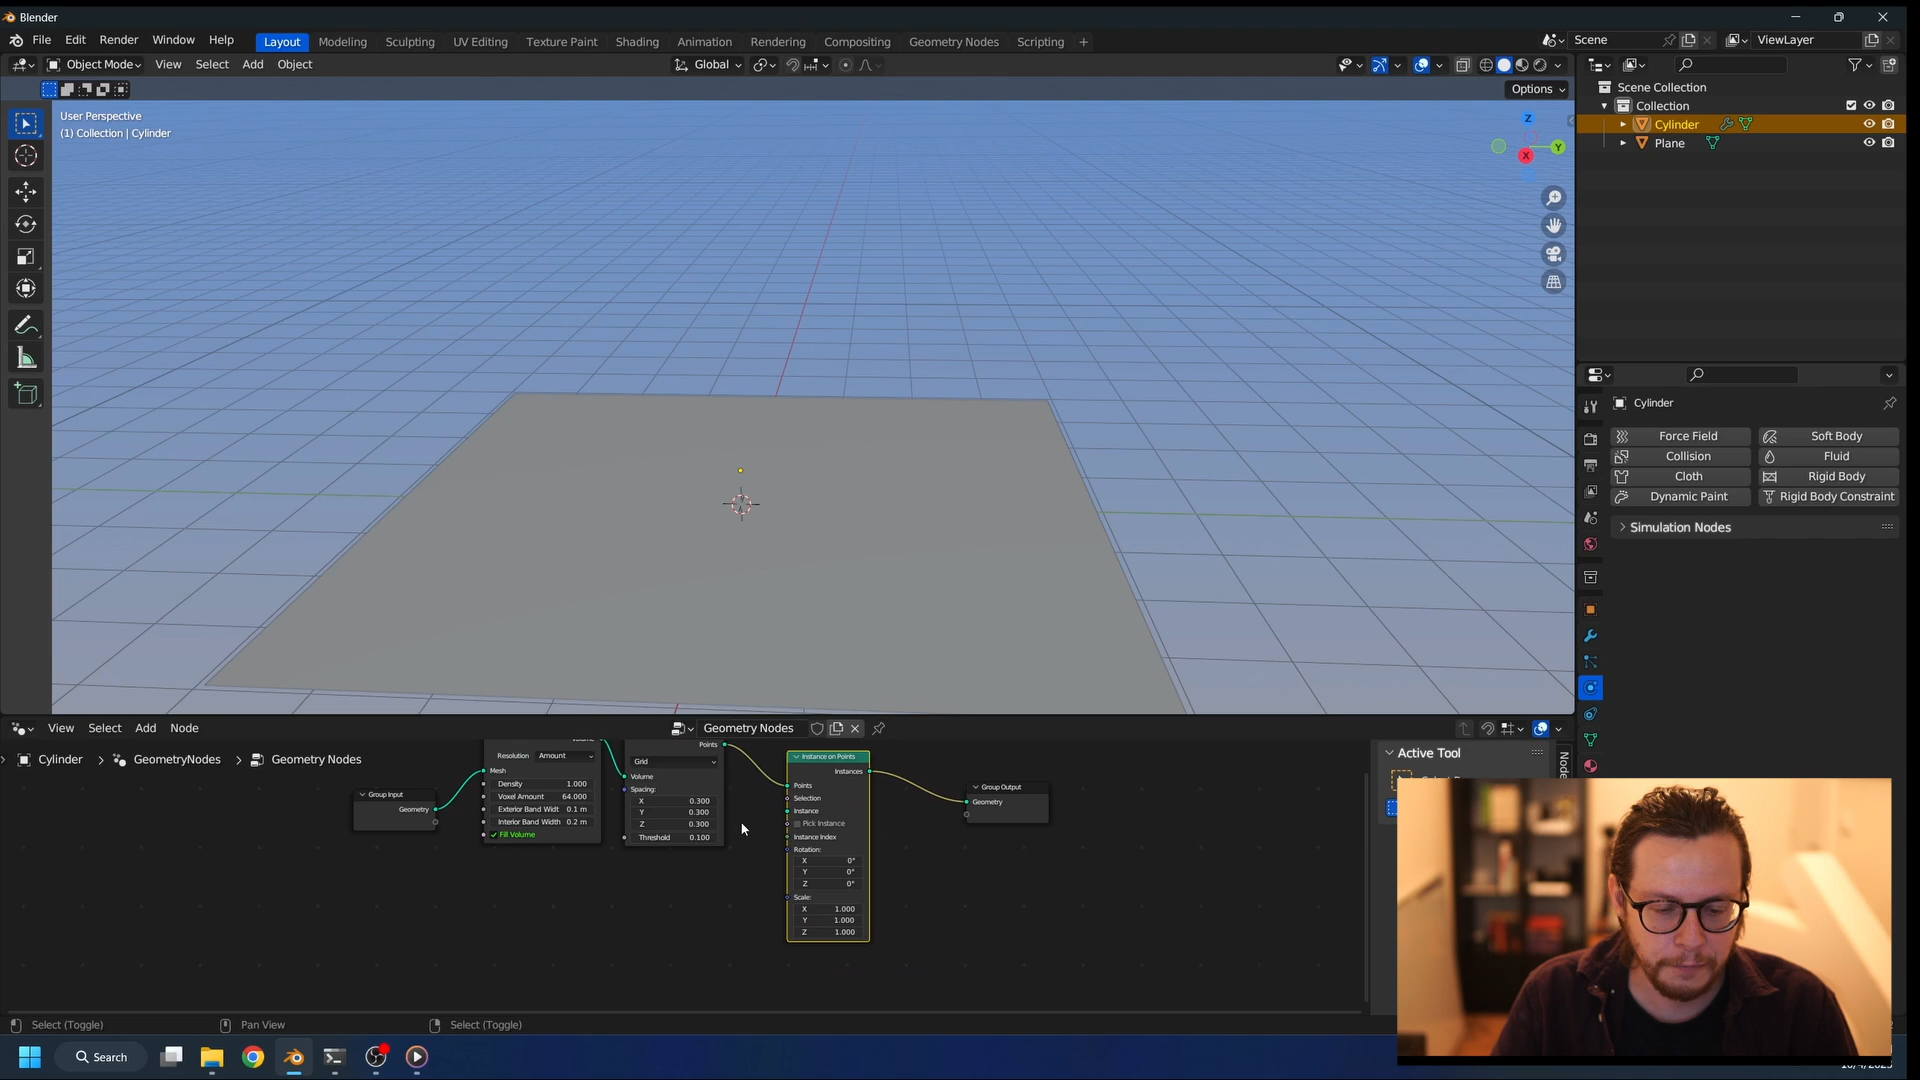 Blender
File Edit Render Window Help Layout Modeling Sculpting UV Editing Texture Paint Shading Animation Rendering Compositing Geometry Nodes Scripting +
Scene
ViewLayer
Object Mode View Select Add Object
Global
Options
User Perspective
(1) Collection | Cylinder
Z
Y
X
Scene Collection
Collection
Cylinder
Plane
Cylinder
Force Field Soft Body
Collision Fluid
Cloth Rigid Body
Dynamic Paint Rigid Body Constraint
Simulation Nodes
View Select Add Node
Geometry Nodes
Cylinder > GeometryNodes > Geometry Nodes
Active Tool
Node
Group Input
Geometry
Resolution Amount
Mesh
Density 1.000
Voxel Amount 64.000
Exterior Band Widt 0.1 m
Interior Band Width 0.2 m
Fill Volume
Points
Grid
Volume
Spacing:
X 0.300
Y 0.300
Z 0.300
Threshold 0.100
Instance on Points
Instances
Points
Selection
Instance
Pick Instance
Instance Index
Rotation:
X 0°
Y 0°
Z 0°
Scale:
X 1.000
Y 1.000
Z 1.000
Group Output
Geometry
Select (Toggle)
Pan View
Select (Toggle)
Search